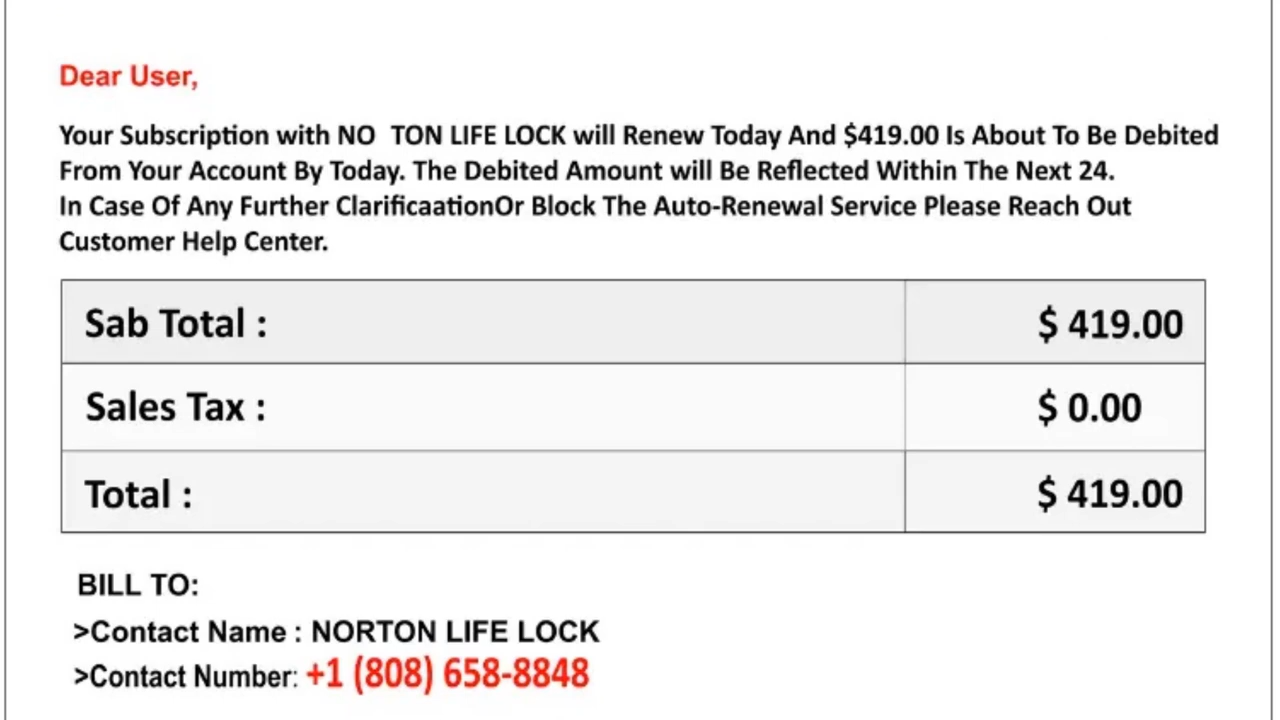 Dear User,
Your Subscription with NO TON LIFE LOCK will Renew Today And $419.00 Is About To Be Debited
From Your Account By Today. The Debited Amount will Be Reflected Within The Next 24.
In Case Of Any Further ClarificaationOr Block The Auto-Renewal Service Please Reach Out
Customer Help Center.
Sab Total : $ 419.00
Sales Tax : $ 0.00
Total : $ 419.00
BILL TO:
>Contact Name : NORTON LIFE LOCK
>Contact Number: +1 (808) 658-8848